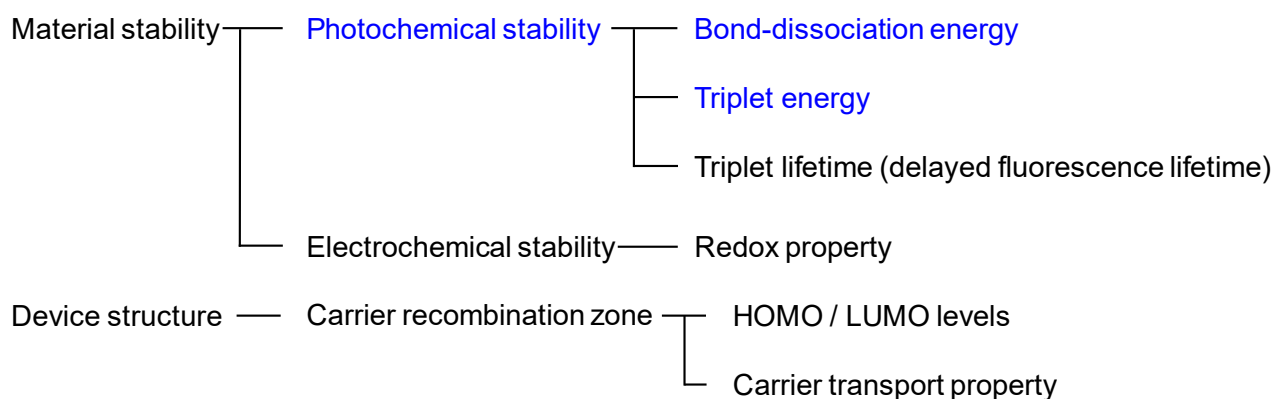 Material stability Photochemical stability Bond-dissociation energy
Triplet energy
Triplet lifetime (delayed fluorescence lifetime)
Electrochemical stability Redox property
Device structure Carrier recombination zone HOMO / LUMO levels
Carrier transport property